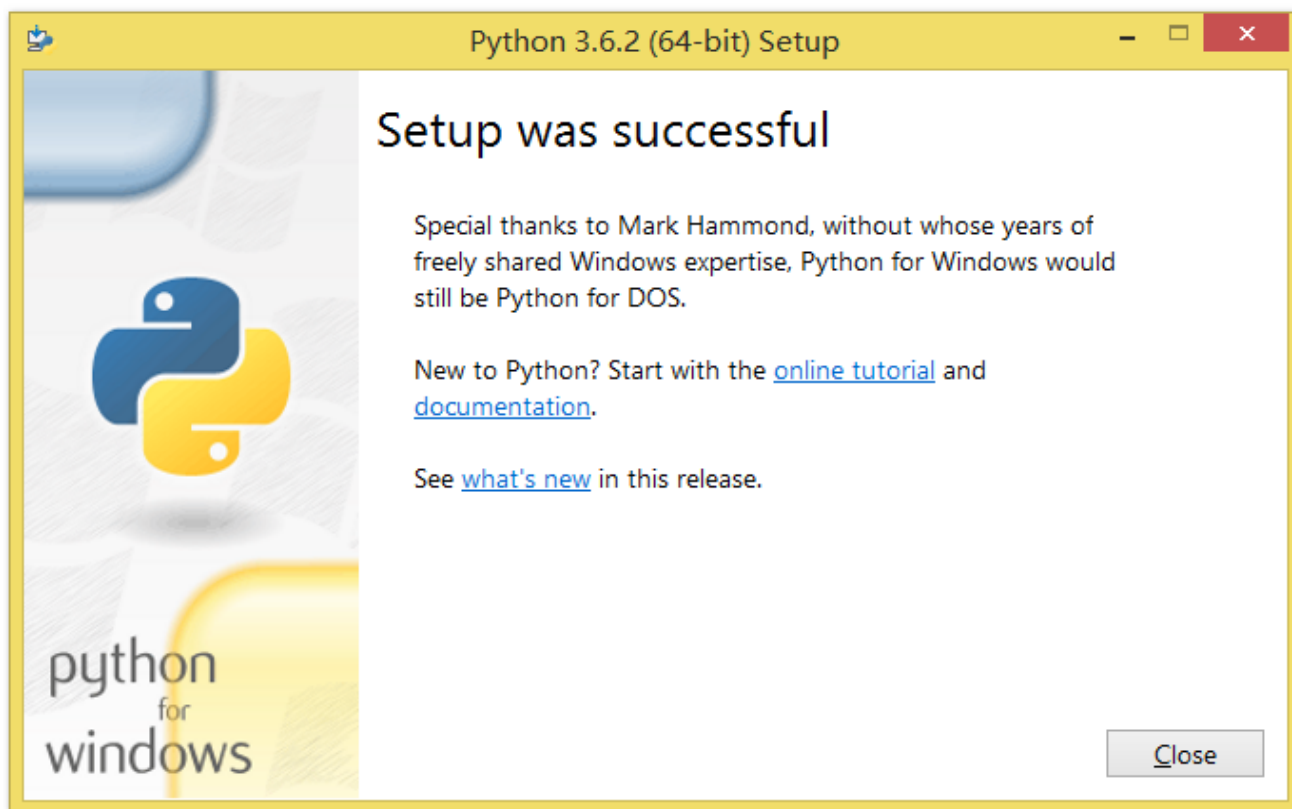 Python 3.6.2 (64-bit) Setup
Setup was successful
Special thanks to Mark Hammond, without whose years of
freely shared Windows expertise, Python for Windows would
still be Python for DOS.
New to Python? Start with the online tutorial and
documentation.
See what's new in this release.
python
for
windows
Close